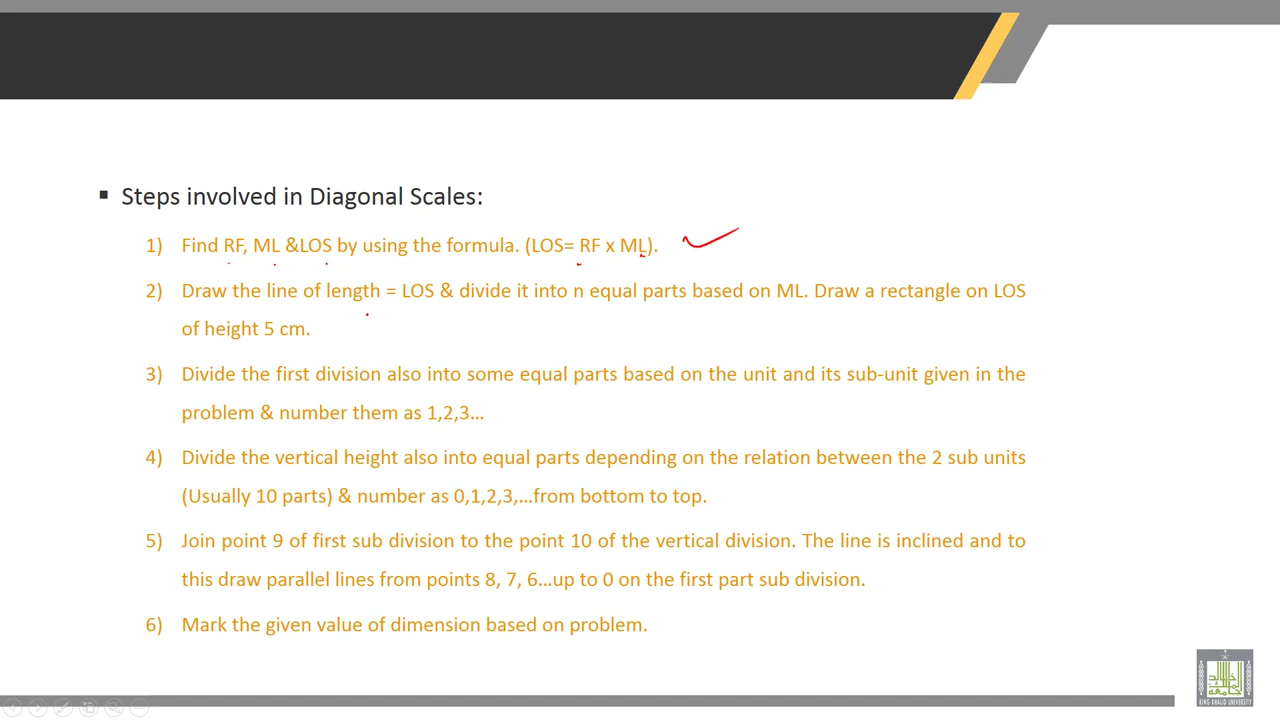 ▪ Steps involved in Diagonal Scales:
1) Find RF, ML &LOS by using the formula. (LOS= RF x ML).
2) Draw the line of length = LOS & divide it into n equal parts based on ML. Draw a rectangle on LOS
of height 5 cm.
3) Divide the first division also into some equal parts based on the unit and its sub-unit given in the
problem & number them as 1,2,3…
4) Divide the vertical height also into equal parts depending on the relation between the 2 sub units
(Usually 10 parts) & number as 0,1,2,3,…from bottom to top.
5) Join point 9 of first sub division to the point 10 of the vertical division. The line is inclined and to
this draw parallel lines from points 8, 7, 6…up to 0 on the first part sub division.
6) Mark the given value of dimension based on problem.
KING KHALID UNIVERSITY